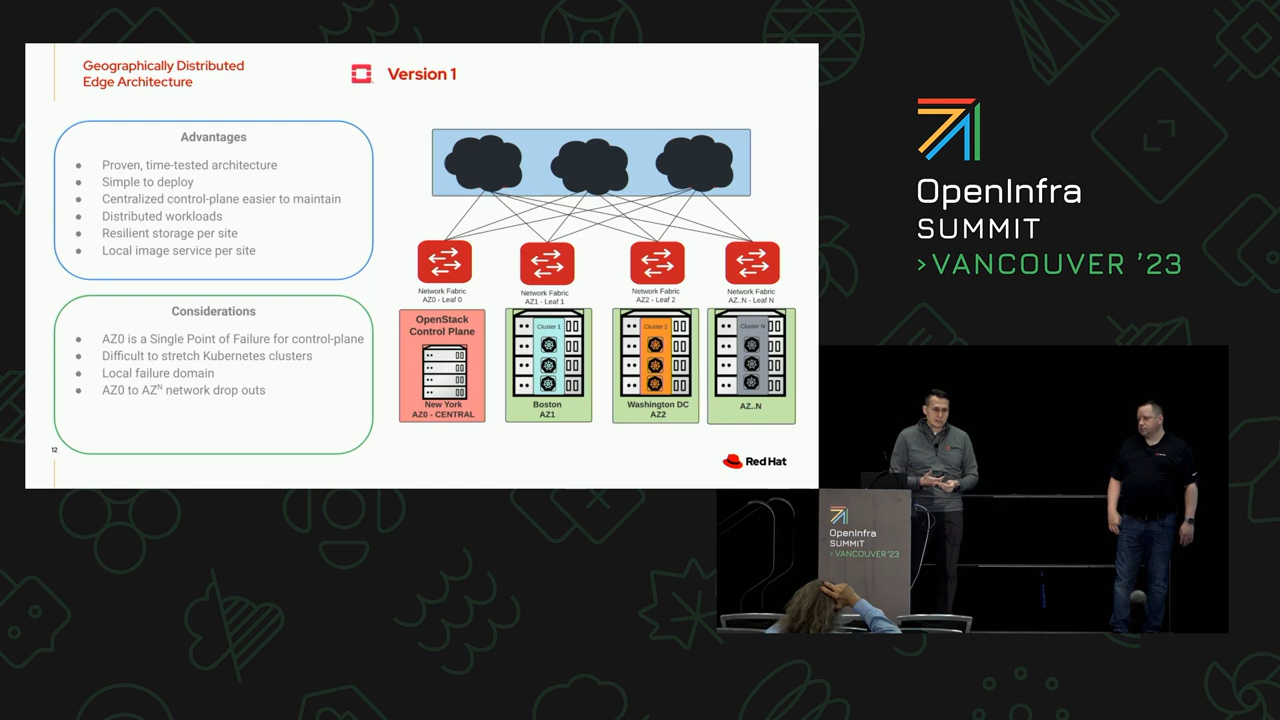 Geographically Distributed
Edge Architecture
Version 1
Advantages
● Proven, time-tested architecture
● Simple to deploy
● Centralized control-plane easier to maintain
● Distributed workloads
● Resilient storage per site
● Local image service per site
Considerations
● AZ0 is a Single Point of Failure for control-plane
● Difficult to stretch Kubernetes clusters
● Local failure domain
● AZ0 to AZᴺ network drop outs
12
Network Fabric
AZ0 - Leaf 0
Network Fabric
AZ1 - Leaf 1
Network Fabric
AZ2 - Leaf 2
Network Fabric
AZ..N - Leaf N
OpenStack
Control Plane
New York
AZ0 - CENTRAL
Cluster 1
Boston
AZ1
Cluster 2
Washington DC
AZ2
Cluster N
AZ..N
Red Hat
OpenInfra
SUMMIT
>VANCOUVER '23
OpenInfra
SUMMIT
>VANCOUVER '23